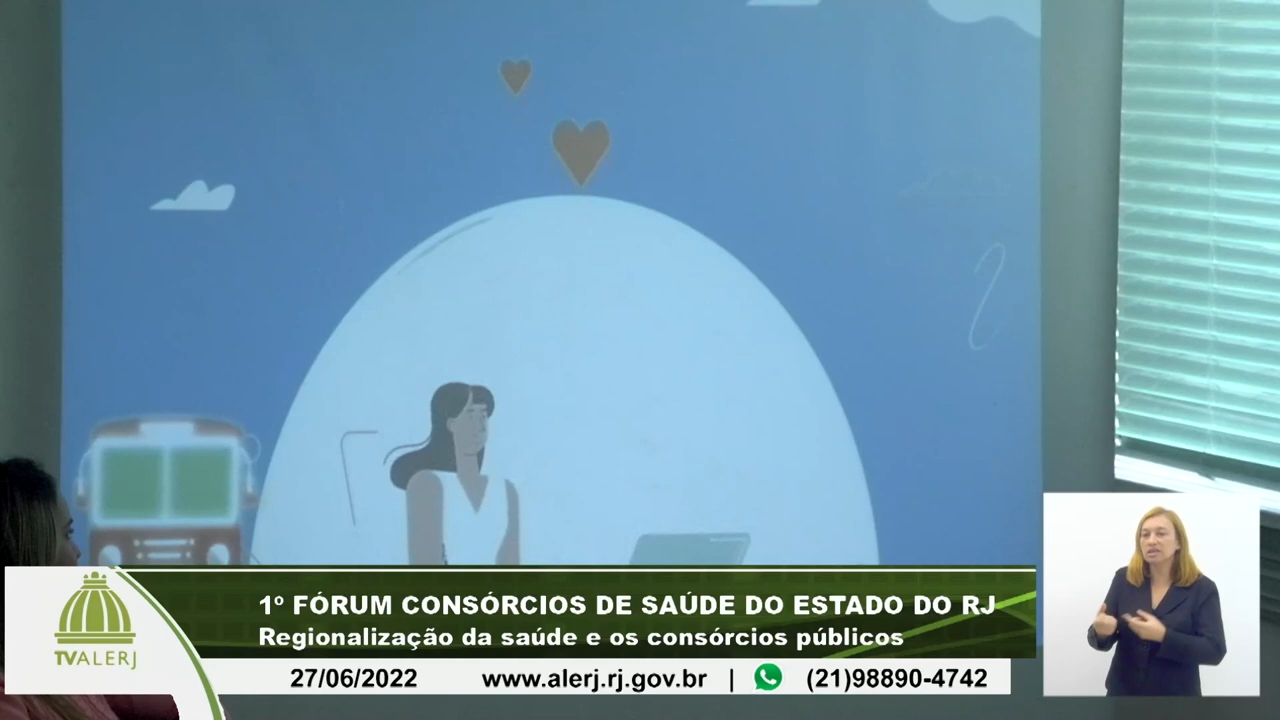 1º FÓRUM CONSÓRCIOS DE SAÚDE DO ESTADO DO RJ
Regionalização da saúde e os consórcios públicos
TVALERJ
27/06/2022 www.alerj.rj.gov.br | (21)98890-4742